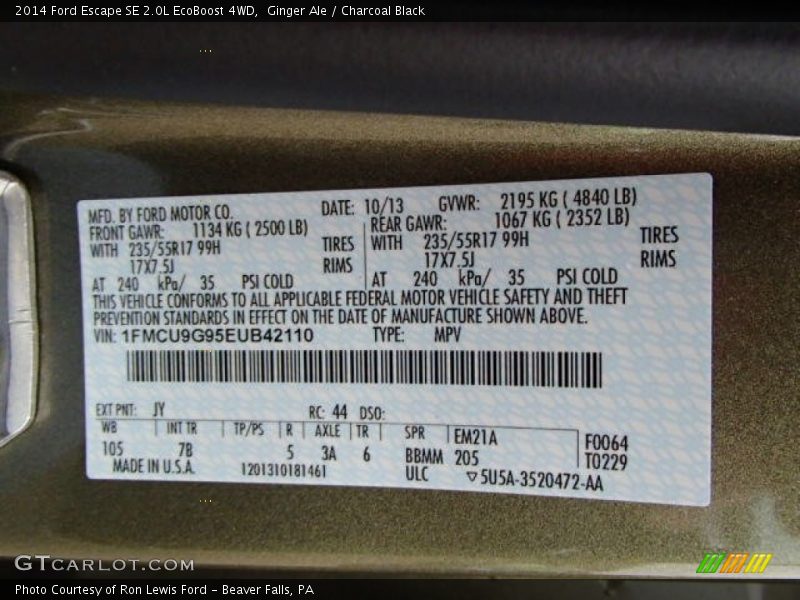 2014 Ford Escape SE 2.0L EcoBoost 4WD,  Ginger Ale / Charcoal Black
MFD. BY FORD MOTOR CO. DATE: 10/13 GVWR: 2195 KG ( 4840 LB)
FRONT GAWR: 1134 KG ( 2500 LB) REAR GAWR: 1067 KG ( 2352 LB)
WITH 235/55R17 99H TIRES WITH 235/55R17 99H TIRES
17X7.5J RIMS 17X7.5J RIMS
AT 240 kPa/ 35 PSI COLD AT 240 kPa/ 35 PSI COLD
THIS VEHICLE CONFORMS TO ALL APPLICABLE FEDERAL MOTOR VEHICLE SAFETY AND THEFT
PREVENTION STANDARDS IN EFFECT ON THE DATE OF MANUFACTURE SHOWN ABOVE.
VIN: 1FMCU9G95EUB42110 TYPE: MPV
EXT PNT: JY RC: 44 DSO:
WB INT TR TP/PS R AXLE TR SPR EM21A F0064
105 7B 5 3A 6 BBMM 205 T0229
MADE IN U.S.A. 1201310181461 ULC ▽5U5A-3520472-AA
GTCARLOT.COM
Photo Courtesy of Ron Lewis Ford - Beaver Falls, PA